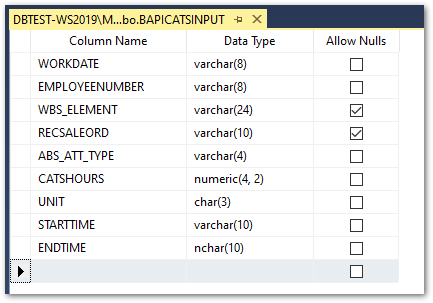 DBTEST-WS2019\M...bo.BAPICATSINPUT
Column Name Data Type Allow Nulls
WORKDATE varchar(8)
EMPLOYEENUMBER varchar(8)
WBS_ELEMENT varchar(24)
RECSALEORD varchar(10)
ABS_ATT_TYPE varchar(4)
CATSHOURS numeric(4, 2)
UNIT char(3)
STARTTIME varchar(10)
ENDTIME nchar(10)